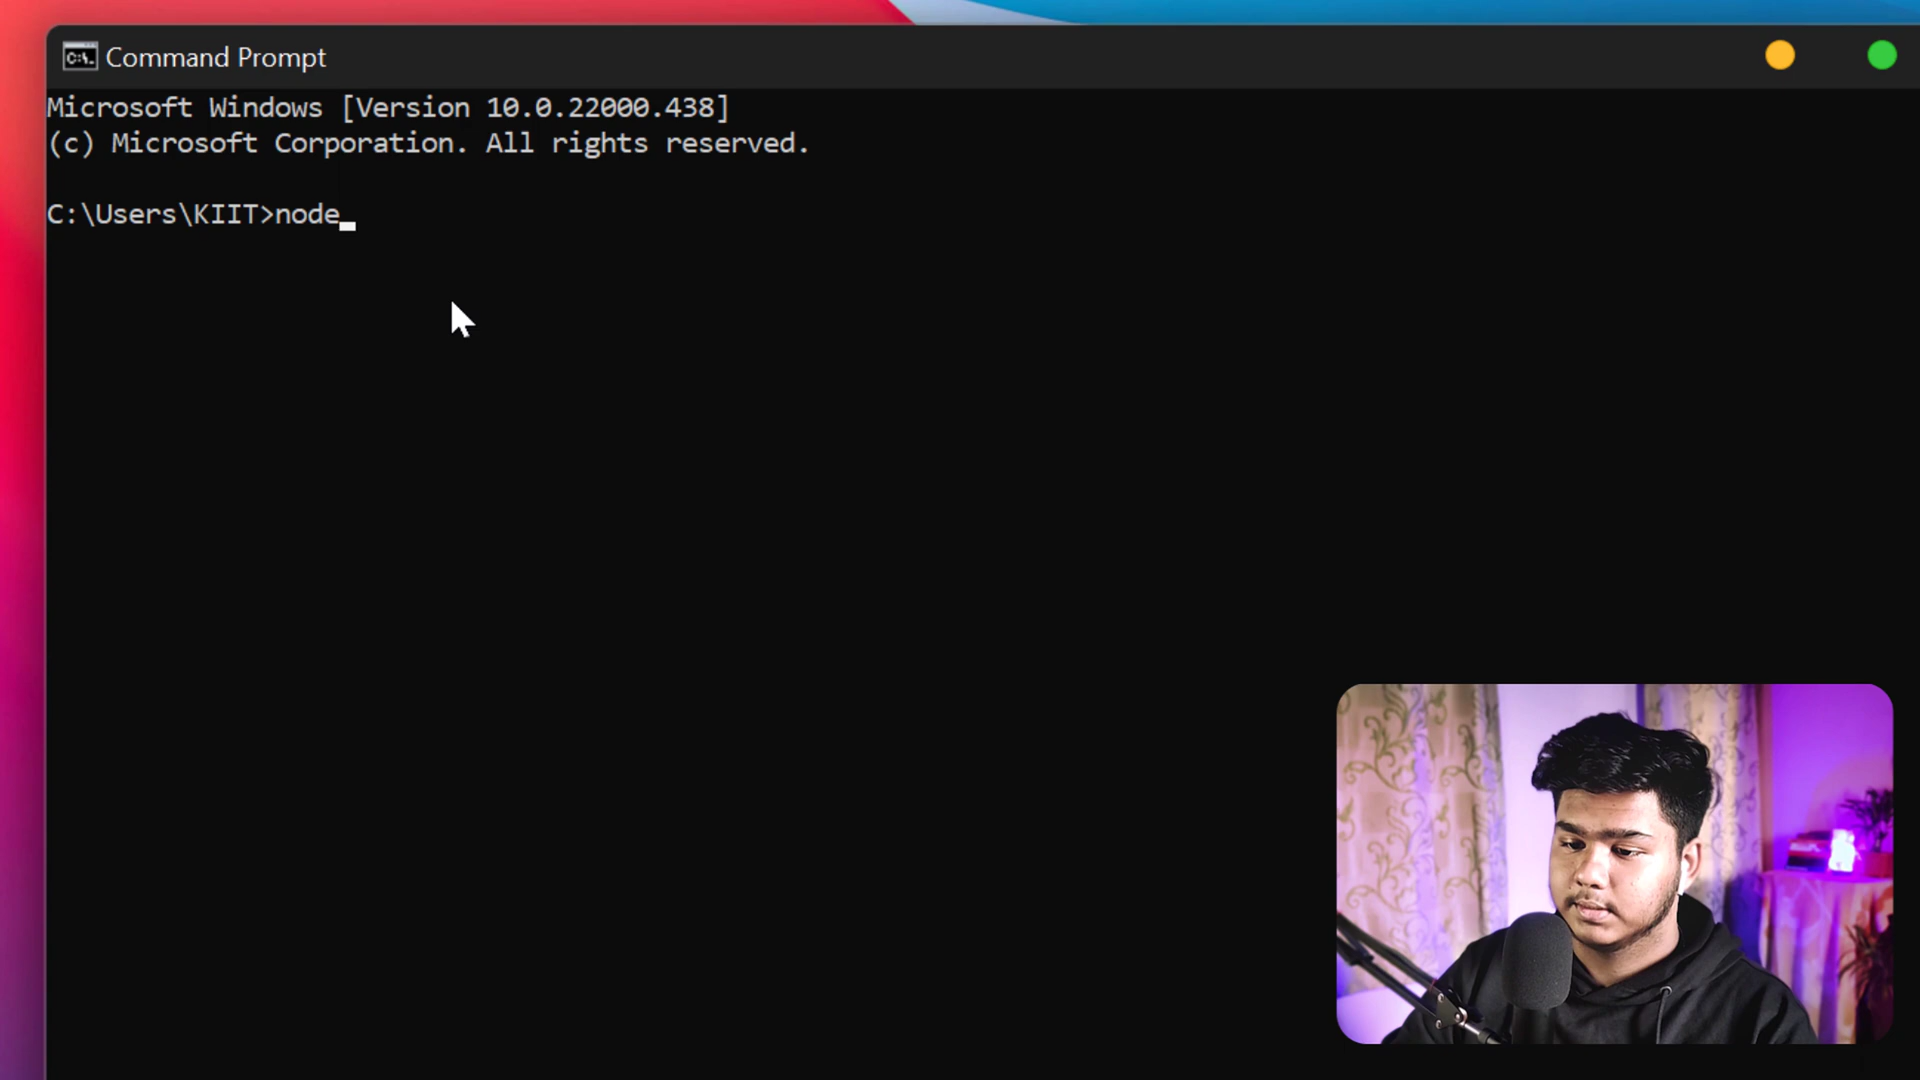 Command Prompt
Microsoft Windows [Version 10.0.22000.438]
(c) Microsoft Corporation. All rights reserved.
C:\Users\KIIT>node